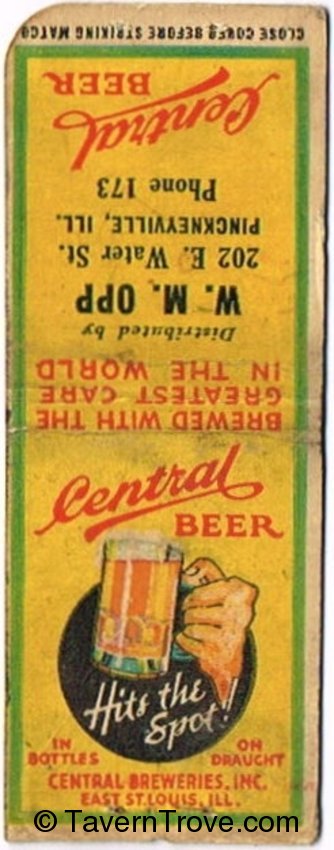 CLOSE COVER BEFORE STRIKING MATCH
Central
BEER
Phone 173
PINCKNEYVILLE, ILL.
202 E. Water St.
W. M. OPP
Distributed by
IN THE WORLD
GREATEST CARE
BREWED WITH THE
Central
BEER
Hits the
Spot!!
IN
BOTTLES
ON
DRAUGHT
CENTRAL BREWERIES, INC.
EAST ST. LOUIS, ILL.
© TavernTrove.com